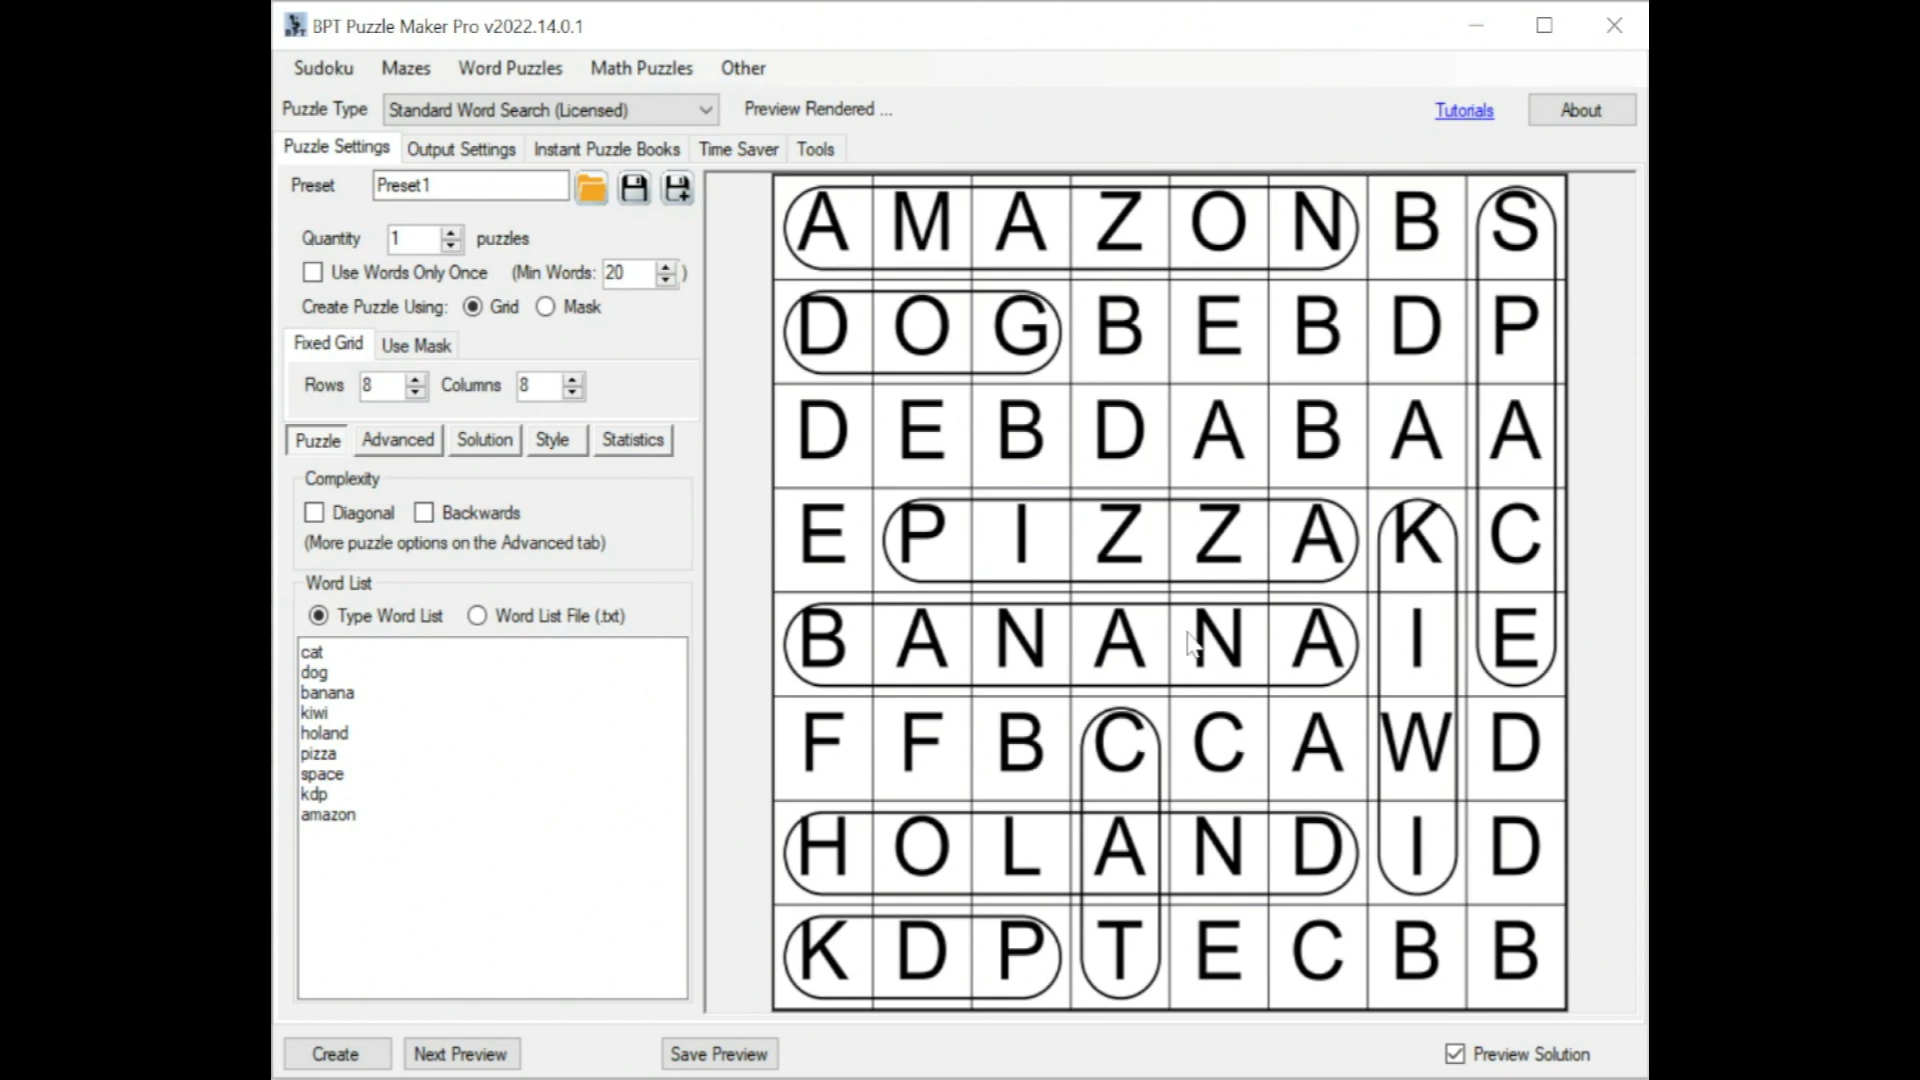 BPT Puzzle Maker Pro v2022.14.0.1
Sudoku Mazes Word Puzzles Math Puzzles Other
Puzzle Type Standard Word Search (Licensed) Preview Rendered ... Tutorials About
Puzzle Settings Output Settings Instant Puzzle Books Time Saver Tools
Preset Preset1
Quantity 1 puzzles
Use Words Only Once (Min Words: 20 )
Create Puzzle Using: Grid Mask
Fixed Grid Use Mask
Rows 8 Columns 8
Puzzle Advanced Solution Style Statistics
Complexity
Diagonal Backwards
(More puzzle options on the Advanced tab)
Word List
Type Word List Word List File (.txt)
cat
dog
banana
kiwi
holand
pizza
space
kdp
amazon
A M A Z O N B S
D O G B E B D P
D E B D A B A A
E P I Z Z A K C
B A N A N A I E
F F B C C A W D
H O L A N D I D
K D P T E C B B
Create Next Preview Save Preview Preview Solution